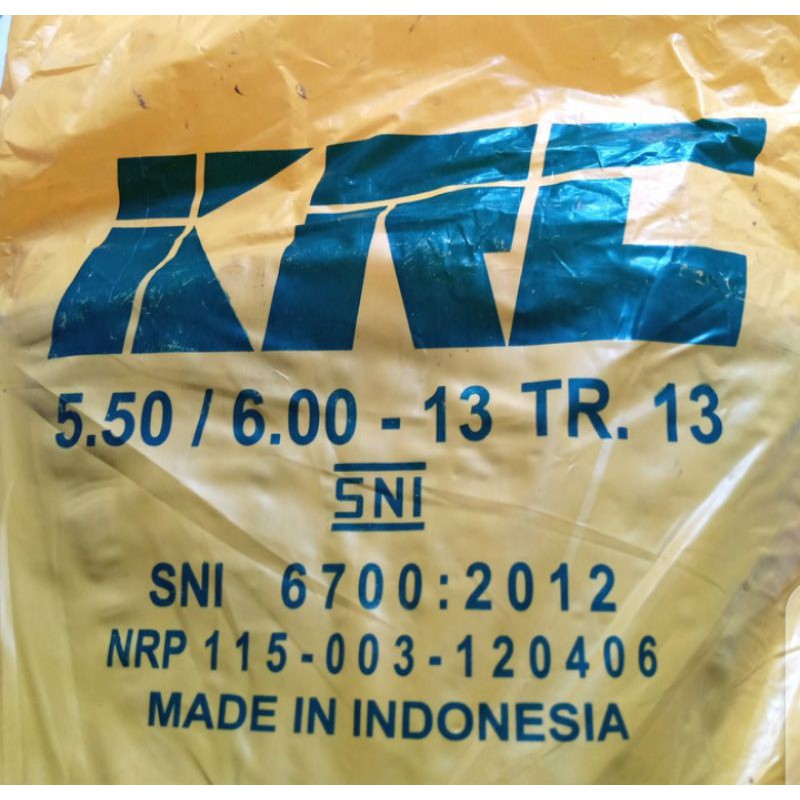 KRC
5.50 / 6.00 - 13 TR. 13
SNI
SNI 6700:2012
NRP 115-003-120406
MADE IN INDONESIA